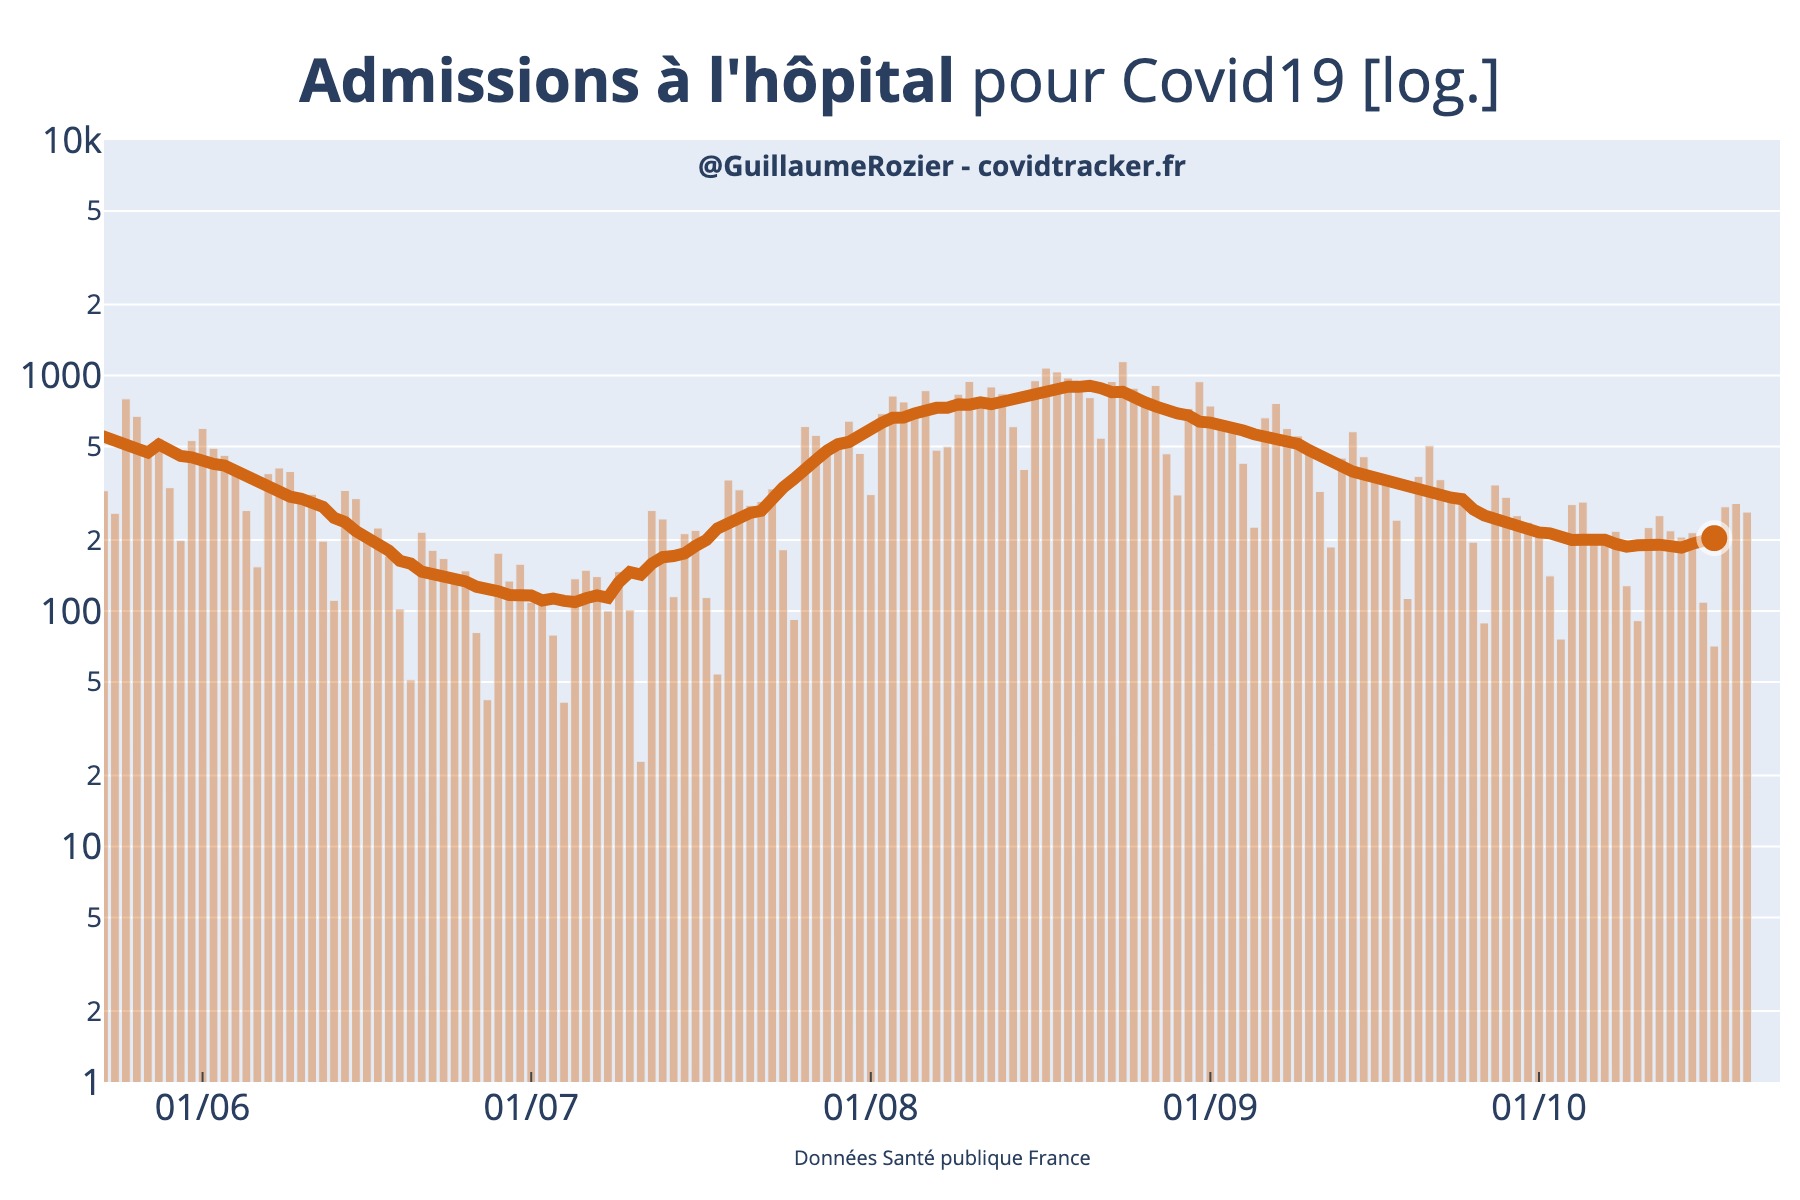 Admissions à l'hôpital pour Covid19 [log.]
@GuillaumeRozier - covidtracker.fr
10k
5
2
1000
5
2
100
5
2
10
5
2
1
01/06 01/07 01/08 01/09 01/10
Données Santé publique France